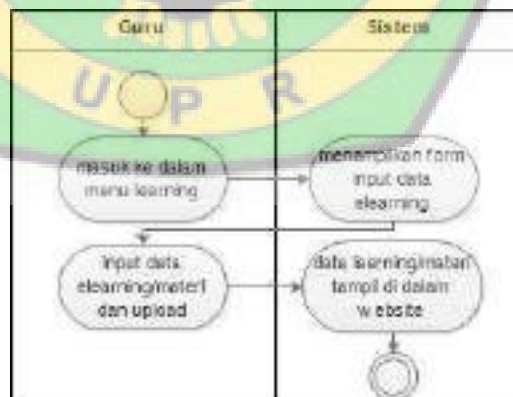 Guru
Sistem
U P R
masuk ke dalam
menu learning
menampilkan form
input data
elearning
input data
elearning/materi
dan upload
data learning/materi
tampil di dalam
website